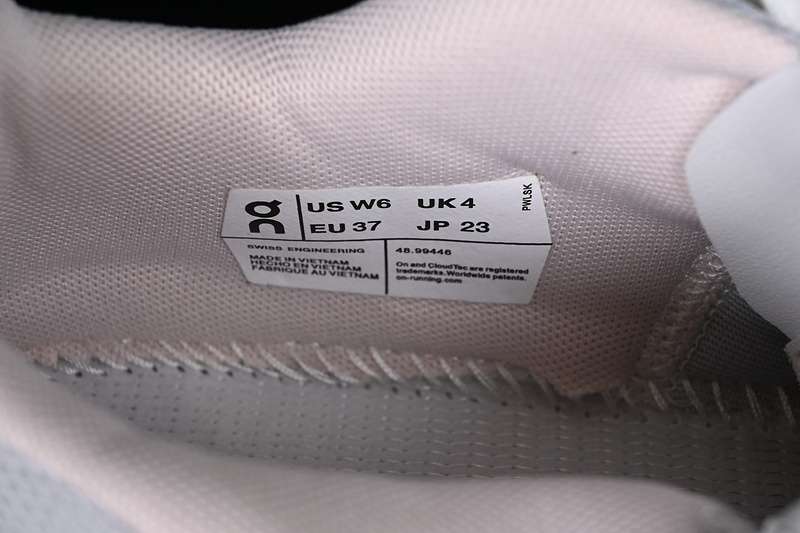 on
US W6 UK 4
EU 37 JP 23
PWLSK
SWISS ENGINEERING
MADE IN VIETNAM
HECHO EN VIETNAM
FABRIQUE AU VIETNAM
48.99446
On and CloudTec are registered
trademarks. Worldwide patents.
on-running.com